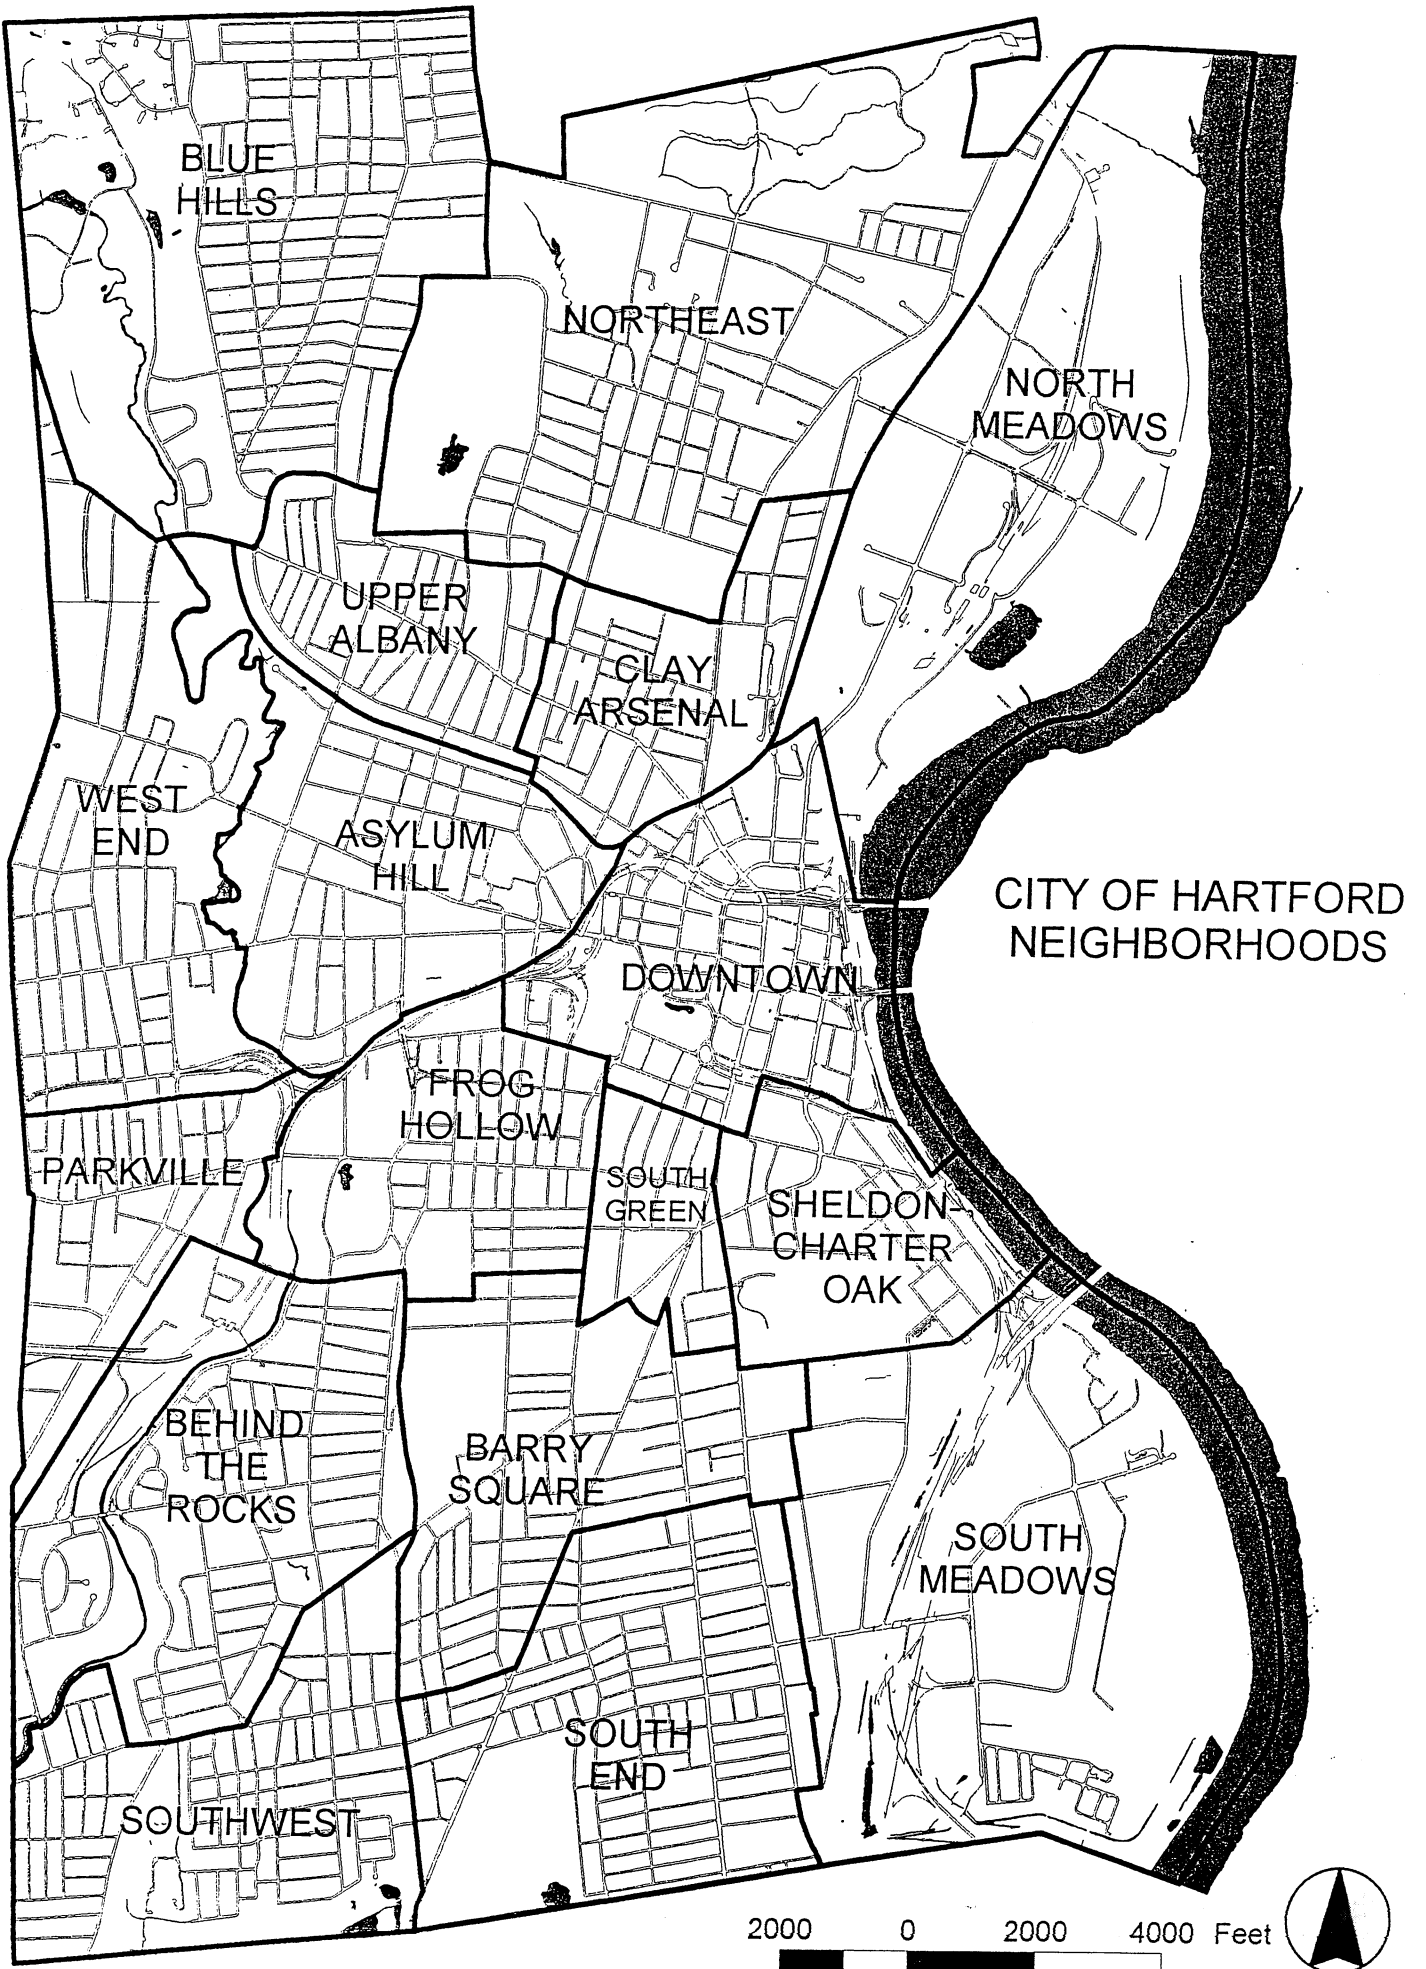 BLUE
HILLS
NORTHEAST
NORTH
MEADOWS
UPPER
ALBANY
CLAY
ARSENAL
WEST
END
ASYLUM
HILL
CITY OF HARTFORD
NEIGHBORHOODS
DOWNTOWN
FROG
HOLLOW
PARKVILLE
SOUTH
GREEN
SHELDON-
CHARTER
OAK
BEHIND
THE
ROCKS
BARRY
SQUARE
SOUTH
MEADOWS
SOUTH
END
SOUTHWEST
2000 0 2000 4000 Feet